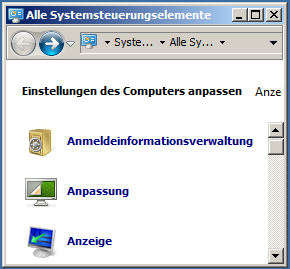 Alle Systemsteuerungselemente
Syste... Alle Sy...
Einstellungen des Computers anpassen Anze
Anmeldeinformationsverwaltung
Anpassung
Anzeige